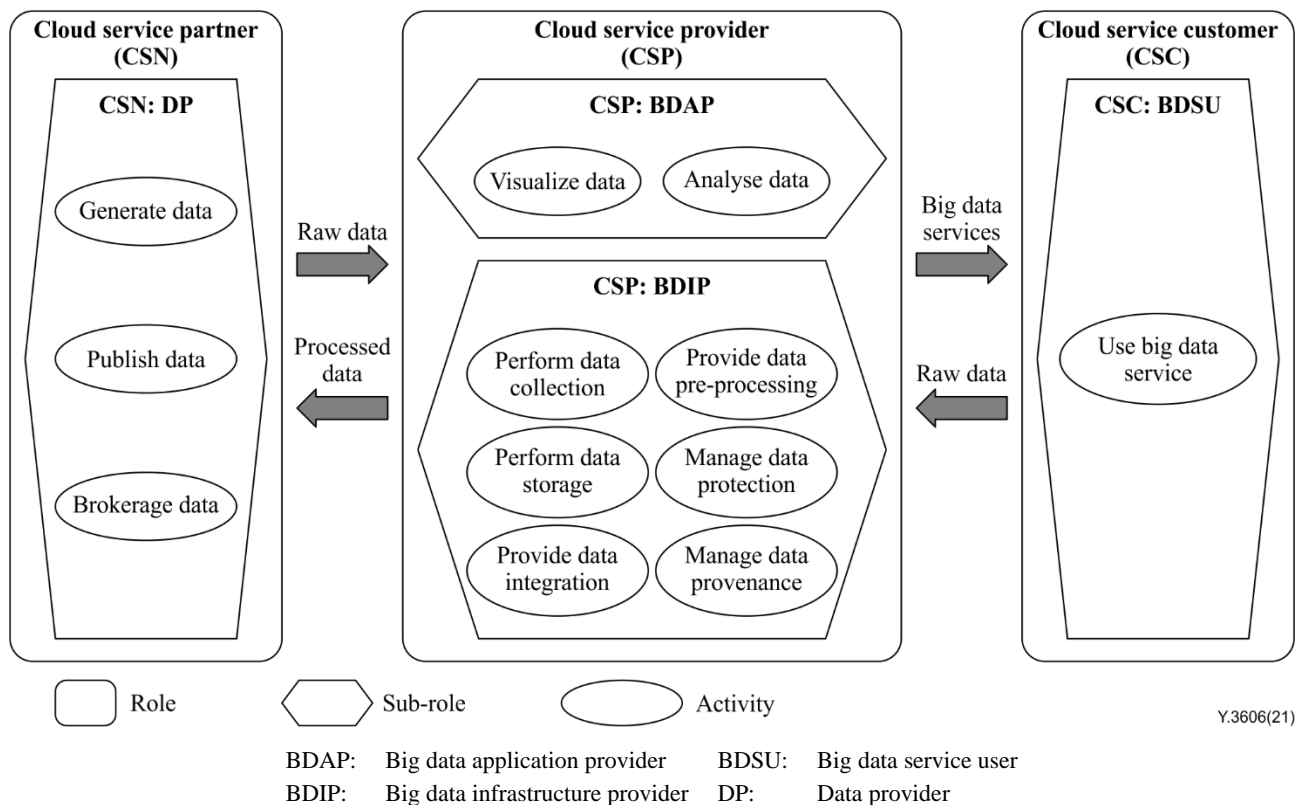 Cloud service partner
(CSN)
CSN: DP
Generate data
Publish data
Brokerage data
Raw data
Processed
data
Cloud service provider
(CSP)
CSP: BDAP
Visualize data
Analyse data
CSP: BDIP
Perform data
collection
Provide data
pre-processing
Perform data
storage
Manage data
protection
Provide data
integration
Manage data
provenance
Big data
services
Raw data
Cloud service customer
(CSC)
CSC: BDSU
Use big data
service
Role
Sub-role
Activity
Y.3606(21)
BDAP: Big data application provider BDSU: Big data service user
BDIP: Big data infrastructure provider DP: Data provider